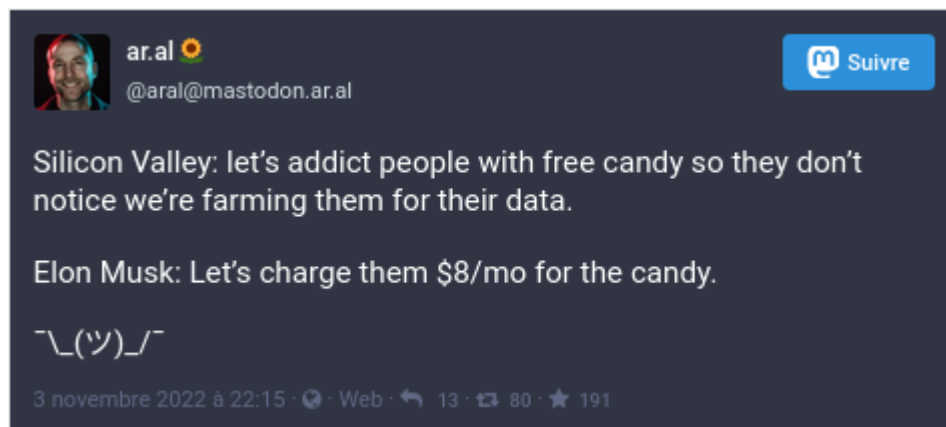 ar.al🌻
@aral@mastodon.ar.al
Suivre
Silicon Valley: let’s addict people with free candy so they don’t
notice we’re farming them for their data.
Elon Musk: Let’s charge them $8/mo for the candy.
¯\_(ツ)_/¯
3 novembre 2022 à 22:15 · Web · 13 · 80 · 191